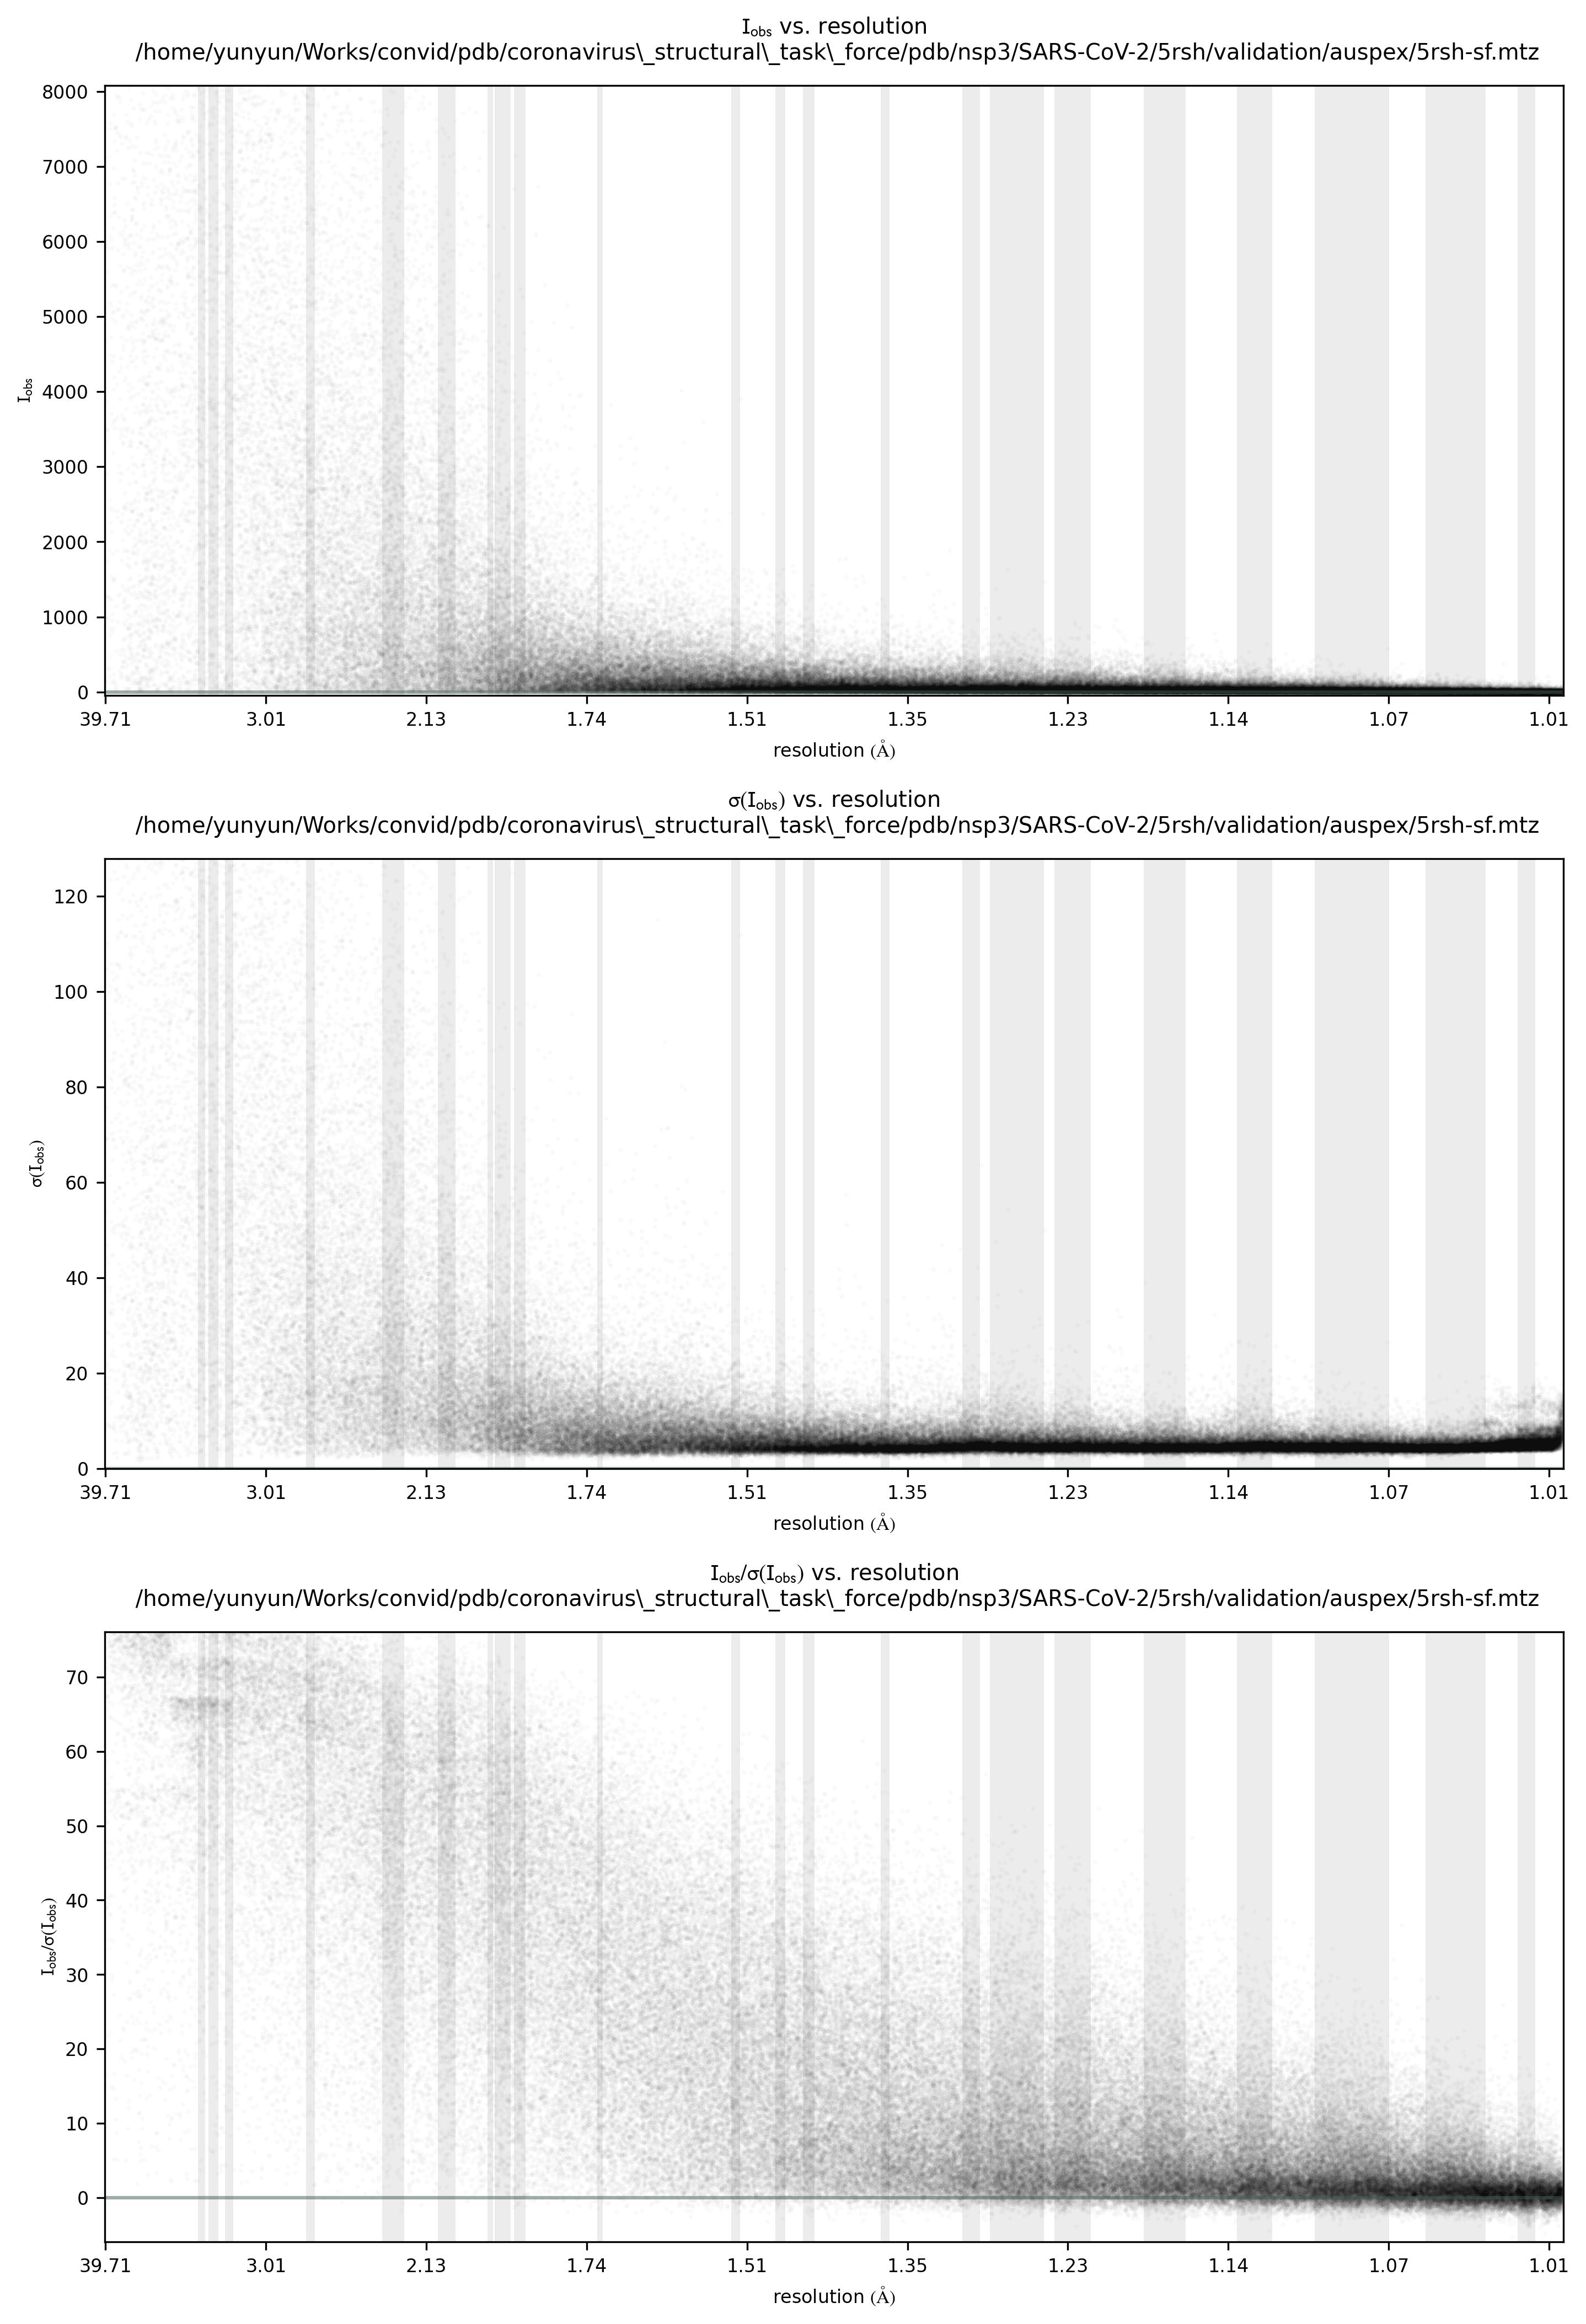 I_obs vs. resolution
/home/yunyun/Works/convid/pdb/coronavirus\_structural\_task\_force/pdb/nsp3/SARS-CoV-2/5rsh/validation/auspex/5rsh-sf.mtz
8000
7000
6000
5000
4000
3000
2000
1000
0
I_obs
39.71 3.01 2.13 1.74 1.51 1.35 1.23 1.14 1.07 1.01
resolution (Å)
σ(I_obs) vs. resolution
/home/yunyun/Works/convid/pdb/coronavirus\_structural\_task\_force/pdb/nsp3/SARS-CoV-2/5rsh/validation/auspex/5rsh-sf.mtz
120
100
80
60
40
20
0
σ(I_obs)
39.71 3.01 2.13 1.74 1.51 1.35 1.23 1.14 1.07 1.01
resolution (Å)
I_obs/σ(I_obs) vs. resolution
/home/yunyun/Works/convid/pdb/coronavirus\_structural\_task\_force/pdb/nsp3/SARS-CoV-2/5rsh/validation/auspex/5rsh-sf.mtz
70
60
50
40
30
20
10
0
I_obs/σ(I_obs)
39.71 3.01 2.13 1.74 1.51 1.35 1.23 1.14 1.07 1.01
resolution (Å)